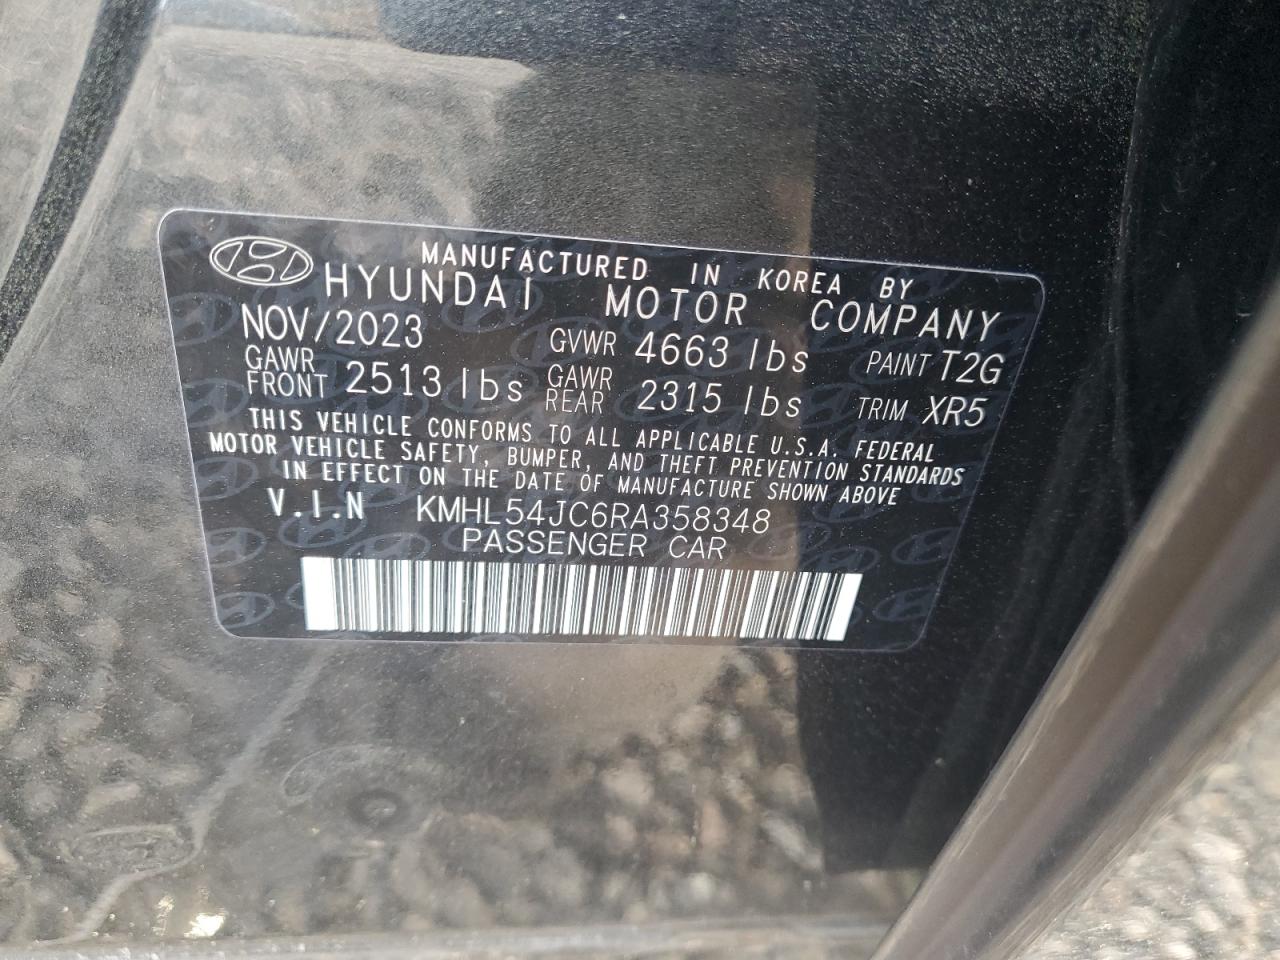 MANUFACTURED IN KOREA BY
HYUNDAI MOTOR COMPANY
NOV/2023 GVWR 4663 lbs PAINT T2G
GAWR FRONT 2513 lbs GAWR REAR 2315 lbs TRIM XR5
THIS VEHICLE CONFORMS TO ALL APPLICABLE U.S.A. FEDERAL
MOTOR VEHICLE SAFETY, BUMPER, AND THEFT PREVENTION STANDARDS
IN EFFECT ON THE DATE OF MANUFACTURE SHOWN ABOVE
V.I.N KMHL54JC6RA358348
PASSENGER CAR